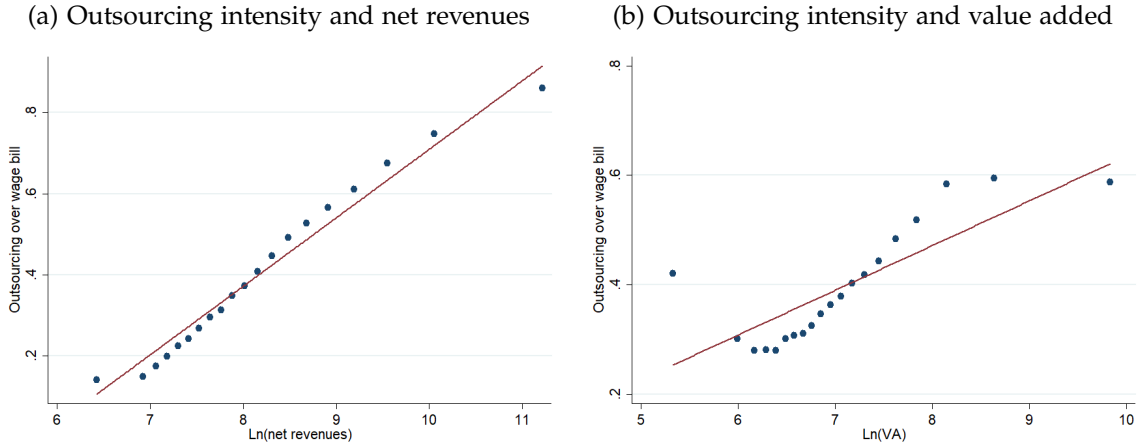 (a) Outsourcing intensity and net revenues
Outsourcing over wage bill
.8
.6
.4
.2
6 7 8 9 10 11
Ln(net revenues)
(b) Outsourcing intensity and value added
Outsourcing over wage bill
.8
.6
.4
.2
5 6 7 8 9 10
Ln(VA)